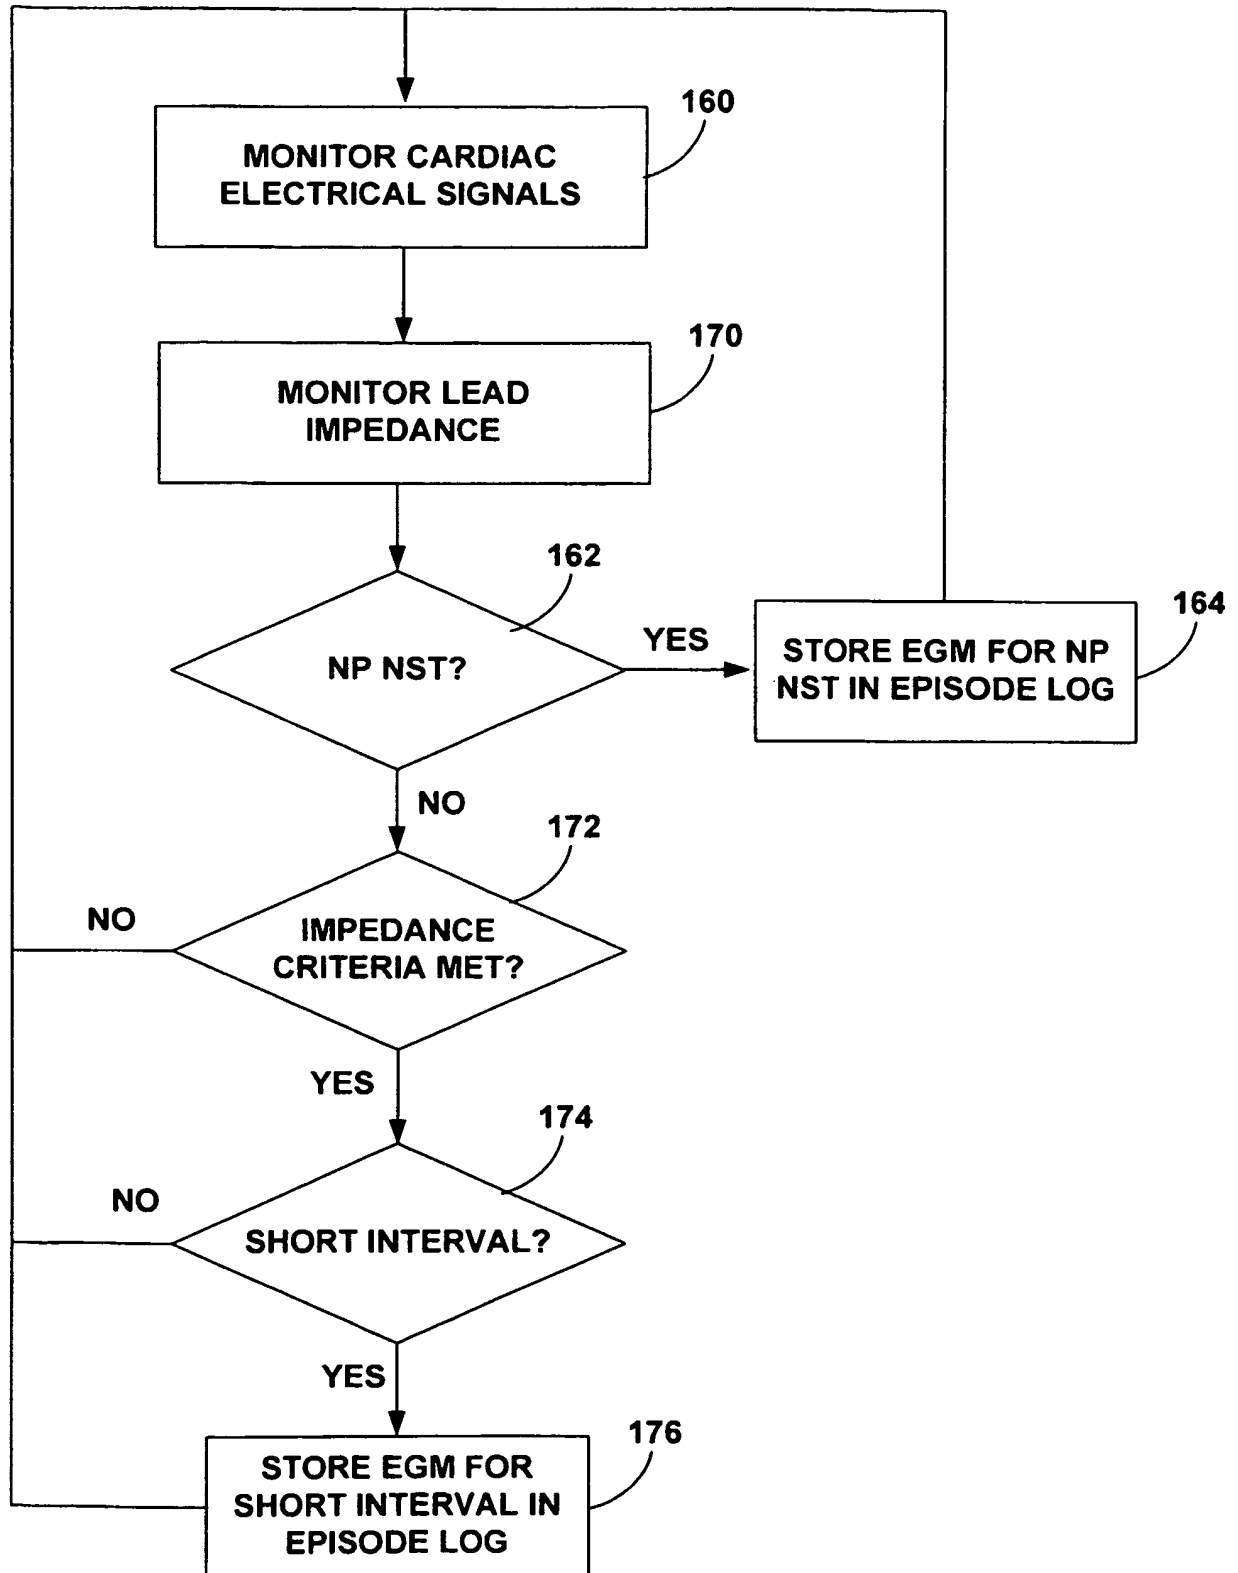 160
MONITOR CARDIAC
ELECTRICAL SIGNALS
170
MONITOR LEAD
IMPEDANCE
162
NP NST?
YES
164
STORE EGM FOR NP
NST IN EPISODE LOG
NO
172
NO
IMPEDANCE
CRITERIA MET?
YES
174
NO
SHORT INTERVAL?
YES
176
STORE EGM FOR
SHORT INTERVAL IN
EPISODE LOG